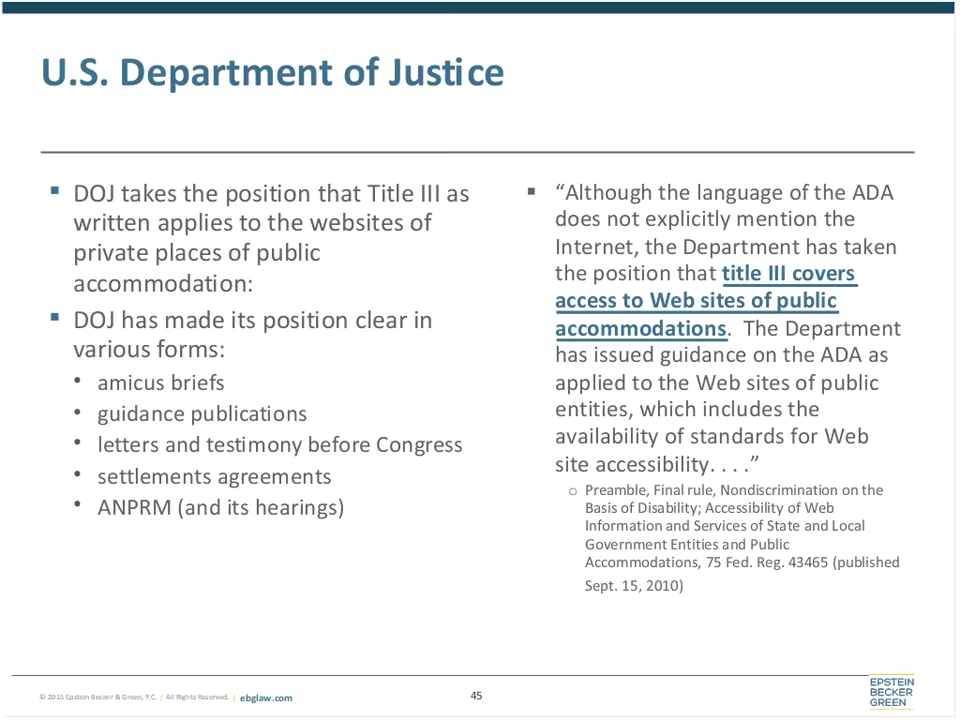 U.S. Department of Justice
▪ DOJ takes the position that Title III as
written applies to the websites of
private places of public
accommodation:
▪ DOJ has made its position clear in
various forms:
• amicus briefs
• guidance publications
• letters and testimony before Congress
• settlements agreements
• ANPRM (and its hearings)
▪ “Although the language of the ADA
does not explicitly mention the
Internet, the Department has taken
the position that title III covers
access to Web sites of public
accommodations. The Department
has issued guidance on the ADA as
applied to the Web sites of public
entities, which includes the
availability of standards for Web
site accessibility. . . .”
o Preamble, Final rule, Nondiscrimination on the
Basis of Disability; Accessibility of Web
Information and Services of State and Local
Government Entities and Public
Accommodations, 75 Fed. Reg. 43465 (published
Sept. 15, 2010)
© 2015 Epstein Becker & Green, P.C. | All Rights Reserved. | ebglaw.com
45
EPSTEIN
BECKER
GREEN